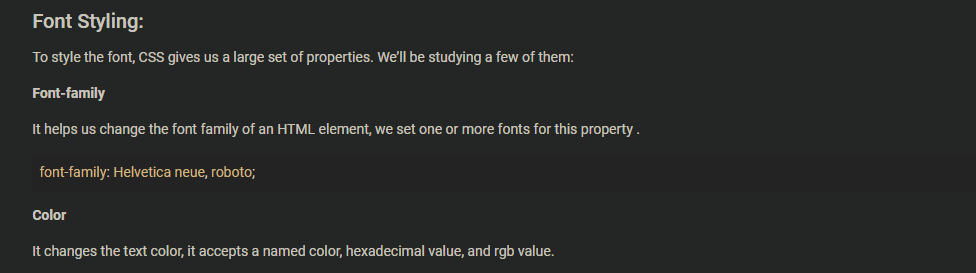 Font Styling:
To style the font, CSS gives us a large set of properties. We’ll be studying a few of them:
Font-family
It helps us change the font family of an HTML element, we set one or more fonts for this property .
font-family: Helvetica neue, roboto;
Color
It changes the text color, it accepts a named color, hexadecimal value, and rgb value.